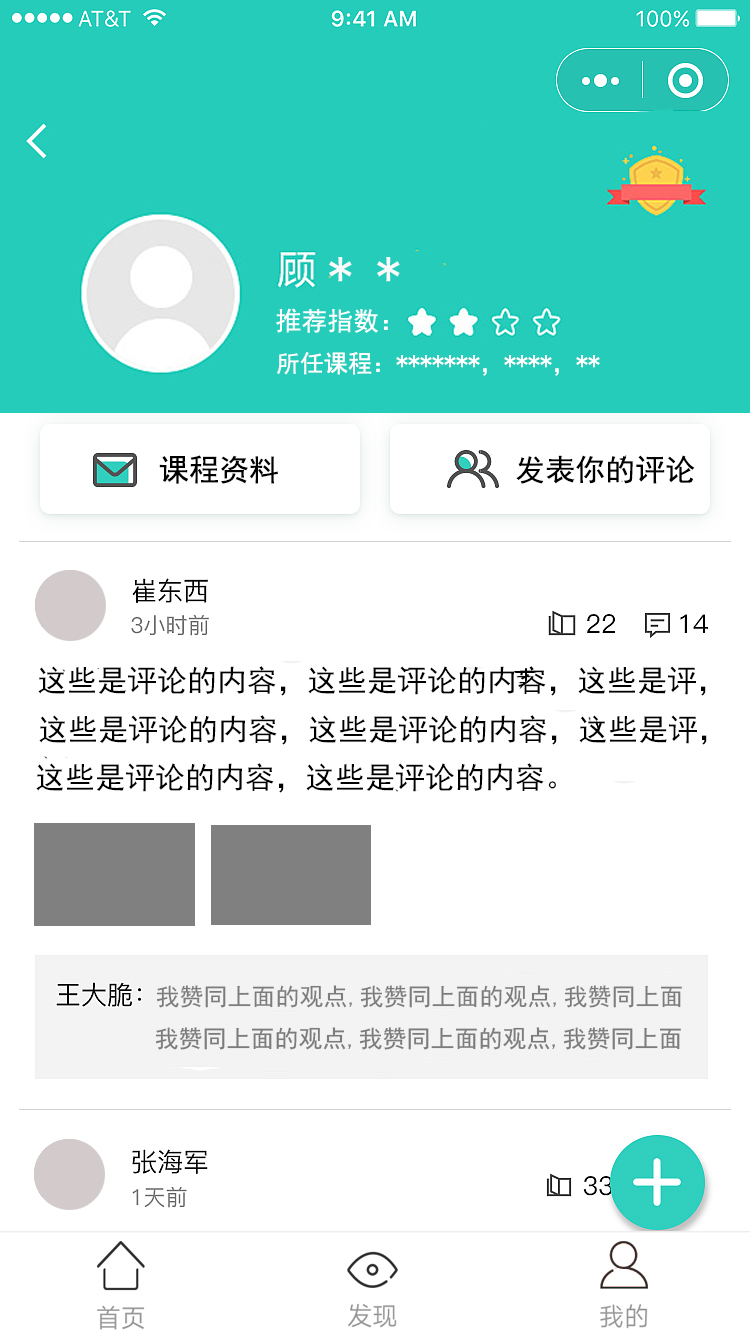 AT&T 9:41 AM 100%
顾＊ ＊
推荐指数：
所任课程：*******，****，**
课程资料 发表你的评论
崔东西
3小时前
22 14
这些是评论的内容，这些是评论的内容，这些是评，
这些是评论的内容，这些是评论的内容，这些是评，
这些是评论的内容，这些是评论的内容。
王大脆：我赞同上面的观点, 我赞同上面的观点, 我赞同上面
我赞同上面的观点, 我赞同上面的观点, 我赞同上面
张海军
1天前
33
首页 发现 我的